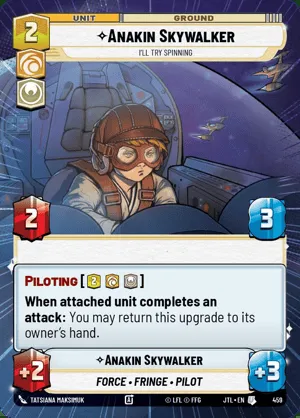 UNIT
GROUND
2
✧ANAKIN SKYWALKER
I'LL TRY SPINNING
2
3
PILOTING [2]
When attached unit completes an
attack: You may return this upgrade to its
owner's hand.
✧ANAKIN SKYWALKER
+2
FORCE • FRINGE • PILOT
+3
TATSIANA MAKSIMUK
© LFL © FFG
JTL • EN
459